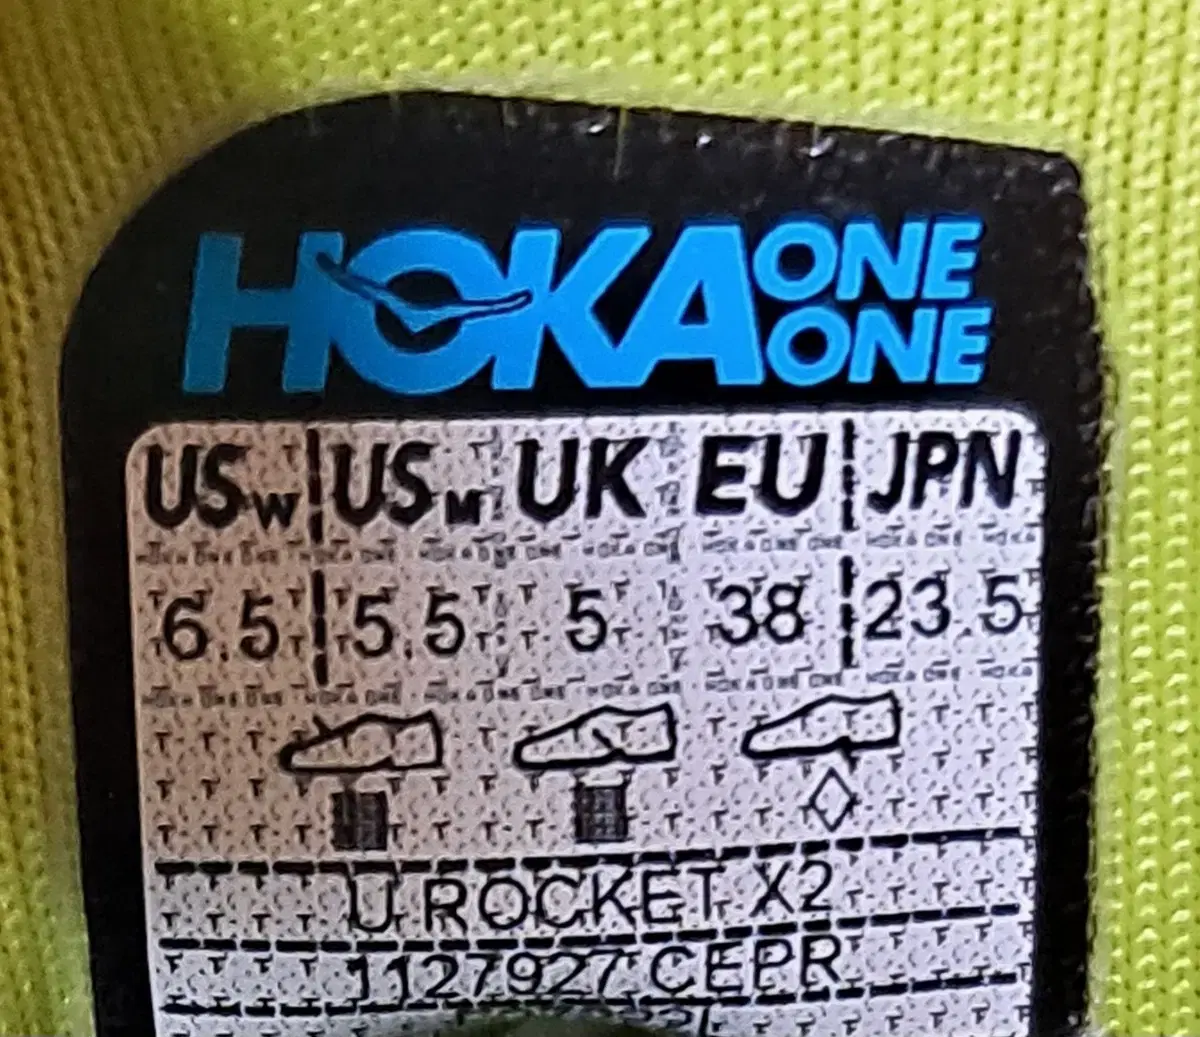 HOKA ONE ONE
USW USM UK EU JPN
6.5 5.5 5 38 23.5
U ROCKET X2
1127927 CEPR